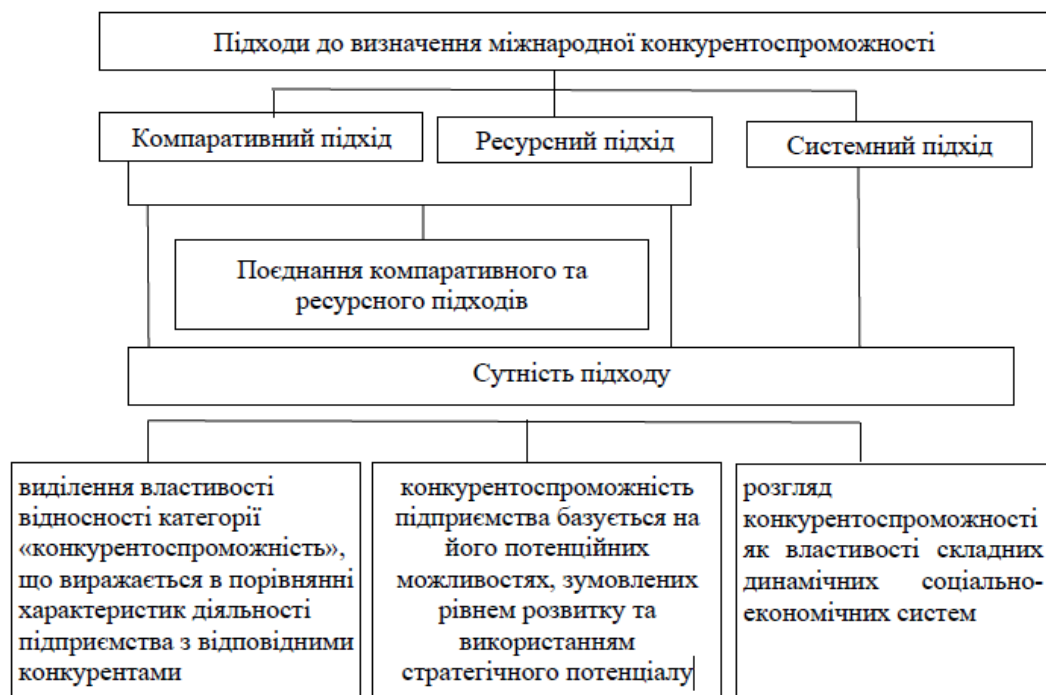 Підходи до визначення міжнародної конкурентоспроможності
Компаративний підхід
Ресурсний підхід
Системний підхід
Поєднання компаративного та
ресурсного підходів
Сутність підходу
виділення властивості
відносності категорії
«конкурентоспроможність»,
що виражається в порівнянні
характеристик діяльності
підприємства з відповідними
конкурентами
конкурентоспроможність
підприємства базується на
його потенційних
можливостях, зумовлених
рівнем розвитку та
використанням
стратегічного потенціалу
розгляд
конкурентоспроможності
як властивості складних
динамічних соціально-
економічних систем